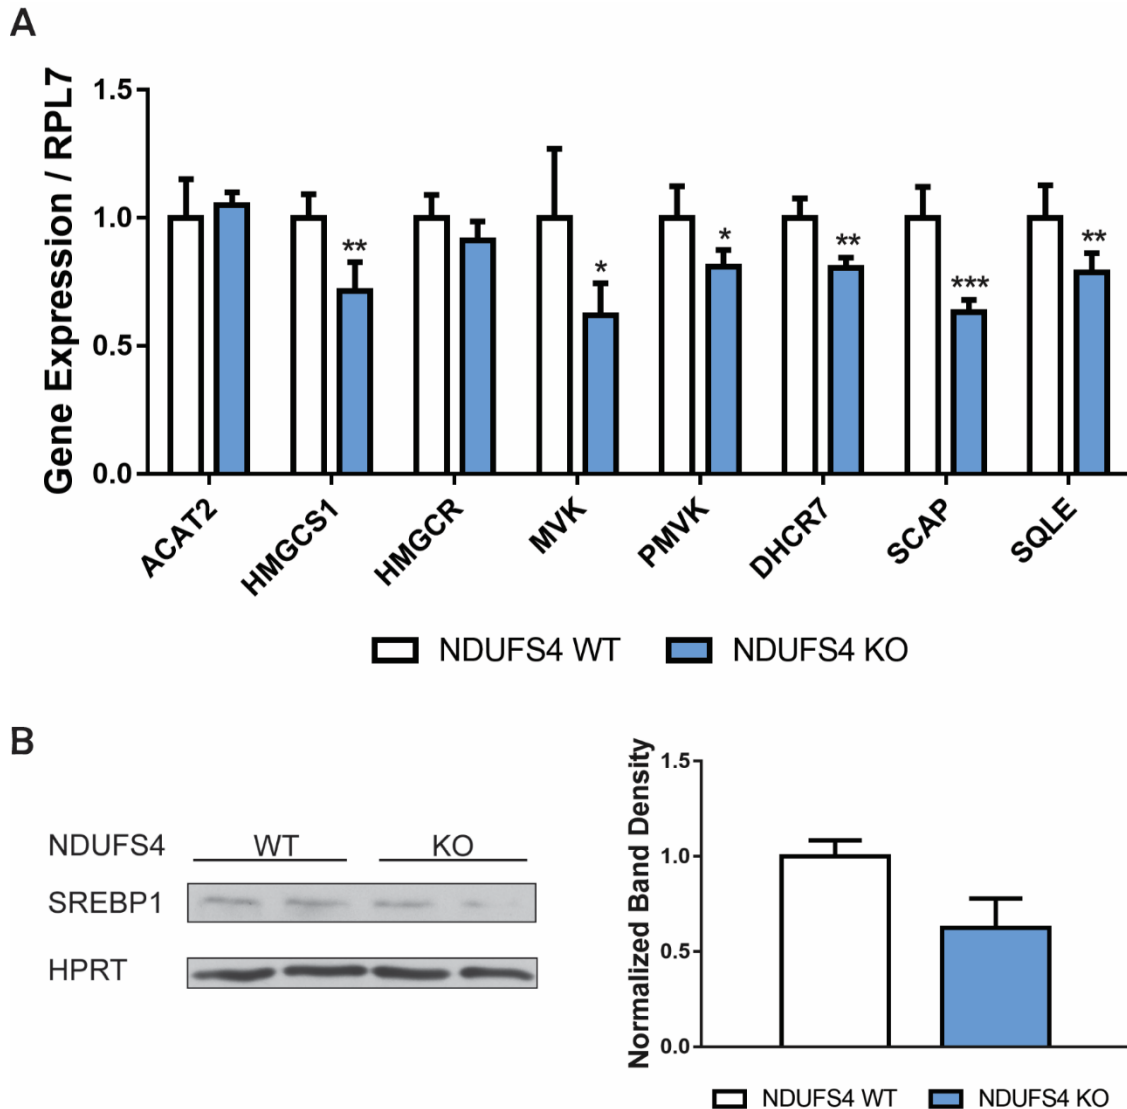 A
Gene Expression / RPL7
1.5
1.0
0.5
0.0
** * * ** *** **
ACAT2 HMGCS1 HMGCR MVK PMVK DHCR7 SCAP SQLE
NDUFS4 WT NDUFS4 KO
B
NDUFS4 WT KO
SREBP1
HPRT
Normalized Band Density
1.5
1.0
0.5
0.0
NDUFS4 WT NDUFS4 KO